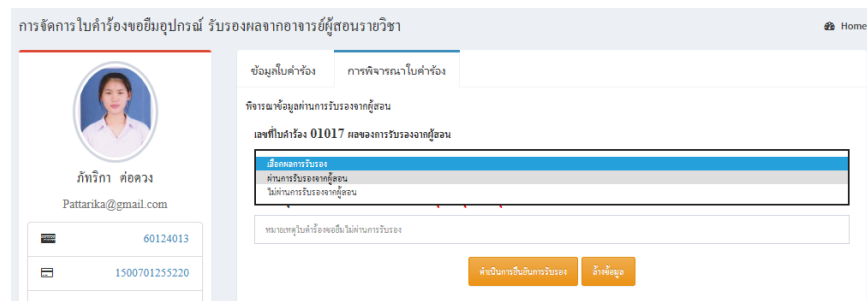 การจัดการใบคำร้องขอยืมอุปกรณ์ รับรองผลจากอาจารย์ผู้สอนรายวิชา
Home
ข้อมูลใบคำร้อง การพิจารณาใบคำร้อง
พิจารณาข้อมูลผ่านการรับรองจากผู้สอน
เลขที่ใบคำร้อง 01017 ผลของการรับรองจากผู้สอน
เลือกผลการรับรอง
ผ่านการรับรองจากผู้สอน
ไม่ผ่านการรับรองจากผู้สอน
หมายเหตุใบคำร้องขอยืมไม่ผ่านการรับรอง
ดำเนินการยืนยันการรับรอง ล้างข้อมูล
ภัทริกา ต่อดวง
Pattarika@gmail.com
60124013
1500701255220